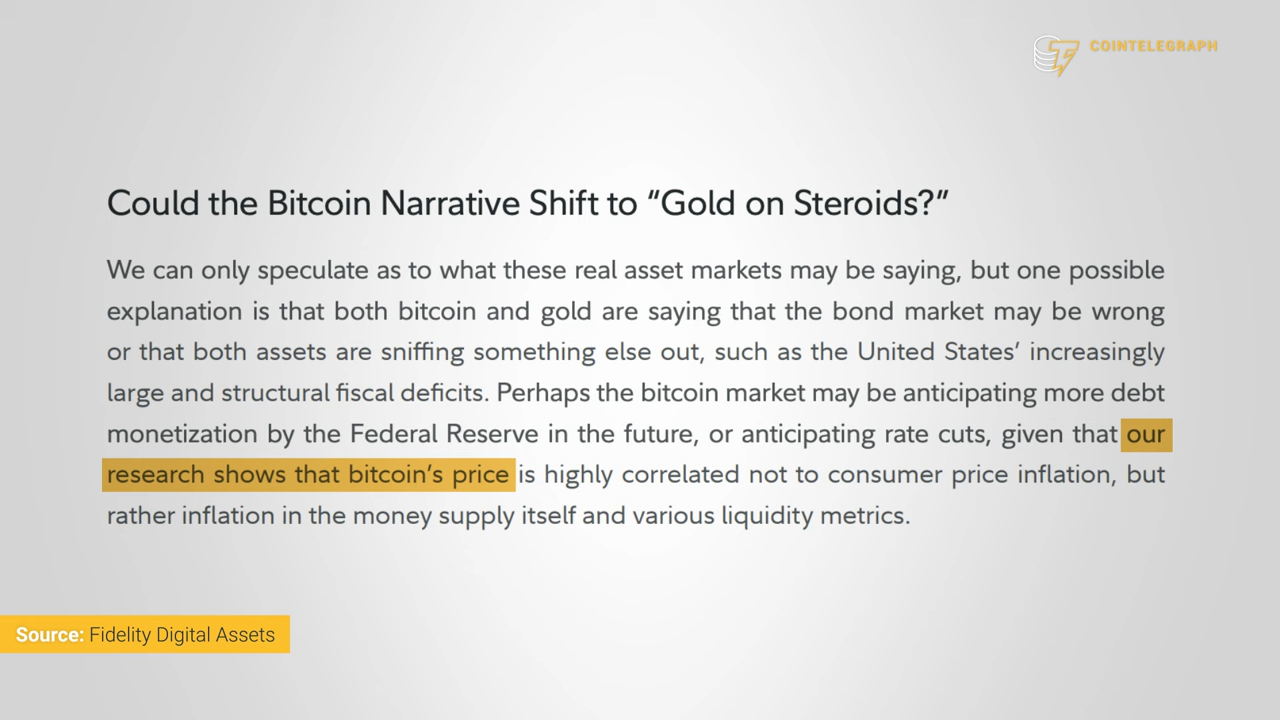 COINTELEGRAPH
Could the Bitcoin Narrative Shift to “Gold on Steroids?”
We can only speculate as to what these real asset markets may be saying, but one possible
explanation is that both bitcoin and gold are saying that the bond market may be wrong
or that both assets are sniffing something else out, such as the United States’ increasingly
large and structural fiscal deficits. Perhaps the bitcoin market may be anticipating more debt
monetization by the Federal Reserve in the future, or anticipating rate cuts, given that our
research shows that bitcoin’s price is highly correlated not to consumer price inflation, but
rather inflation in the money supply itself and various liquidity metrics.
Source: Fidelity Digital Assets